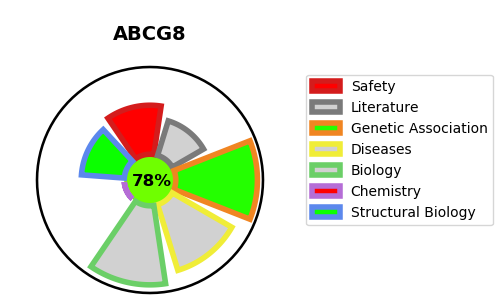 ABCG8
78%
Safety
Literature
Genetic Association
Diseases
Biology
Chemistry
Structural Biology